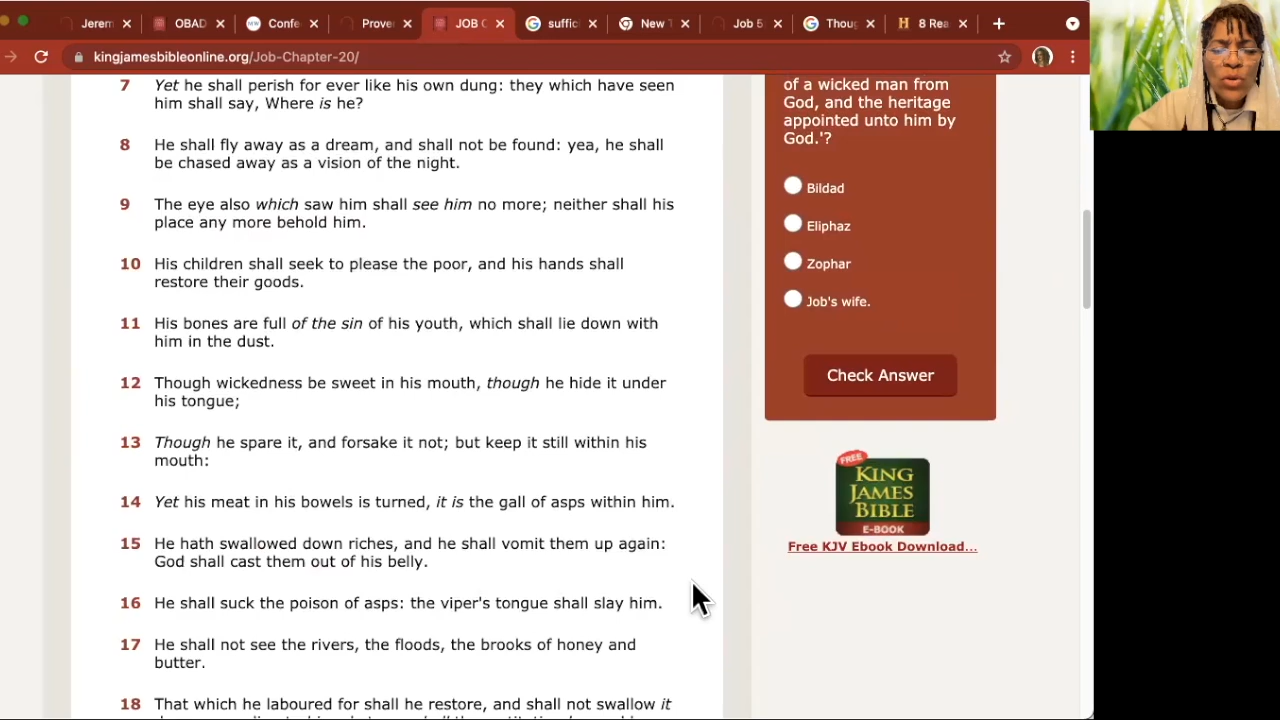 Jerem
OBAD
Confe
Prover
JOB C
suffic
New T
Job 5
Thou
8 Rea
kingjamesbibleonline.org/Job-Chapter-20/
7 Yet he shall perish for ever like his own dung: they which have seen
him shall say, Where is he?
8 He shall fly away as a dream, and shall not be found: yea, he shall
be chased away as a vision of the night.
9 The eye also which saw him shall see him no more; neither shall his
place any more behold him.
10 His children shall seek to please the poor, and his hands shall
restore their goods.
11 His bones are full of the sin of his youth, which shall lie down with
him in the dust.
12 Though wickedness be sweet in his mouth, though he hide it under
his tongue;
13 Though he spare it, and forsake it not; but keep it still within his
mouth:
14 Yet his meat in his bowels is turned, it is the gall of asps within him.
15 He hath swallowed down riches, and he shall vomit them up again:
God shall cast them out of his belly.
16 He shall suck the poison of asps: the viper's tongue shall slay him.
17 He shall not see the rivers, the floods, the brooks of honey and
butter.
18 That which he laboured for shall he restore, and shall not swallow it
of a wicked man from
God, and the heritage
appointed unto him by
God.'?
Bildad
Eliphaz
Zophar
Job's wife.
Check Answer
FREE
KING
JAMES
BIBLE
E-BOOK
Free KJV Ebook Download...